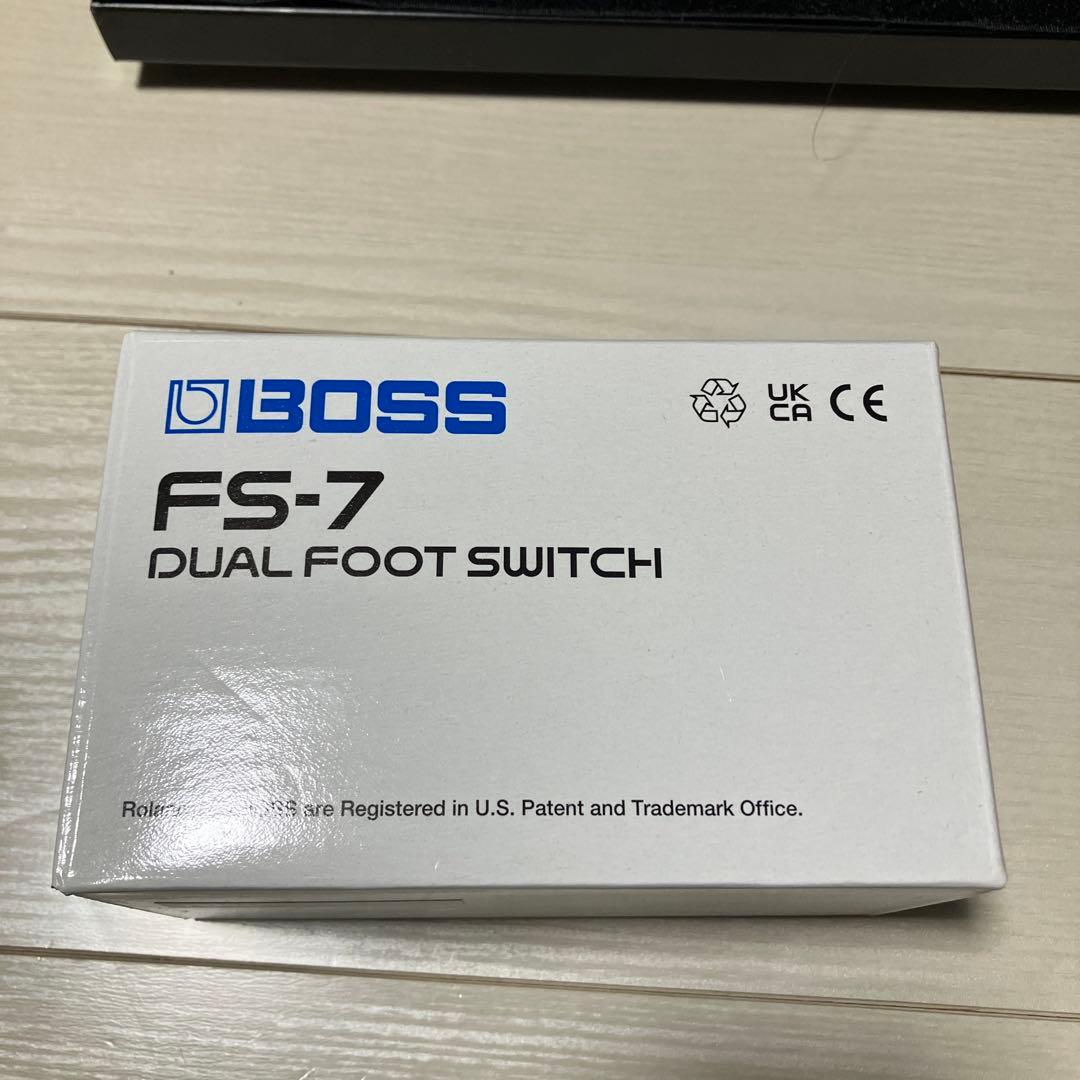 BOSS
UK
CA
CE
FS-7
DUAL FOOT SWITCH
are Registered in U.S. Patent and Trademark Office.